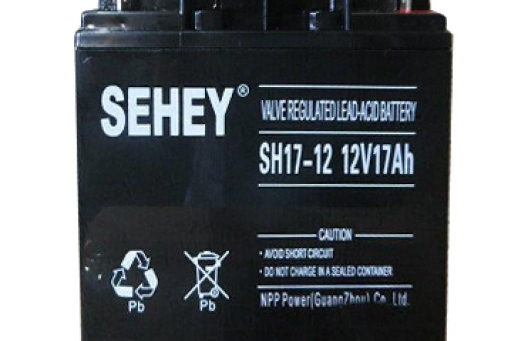 SEHEY®
VALVE REGULATED LEAD-ACID BATTERY
SH17-12 12V17Ah
CAUTION
• AVOID SHORT CIRCUIT
• DO NOT CHARGE IN A SEALED CONTAINER.
Pb Pb
NPP Power(GuangZhou) Co. Ltd.